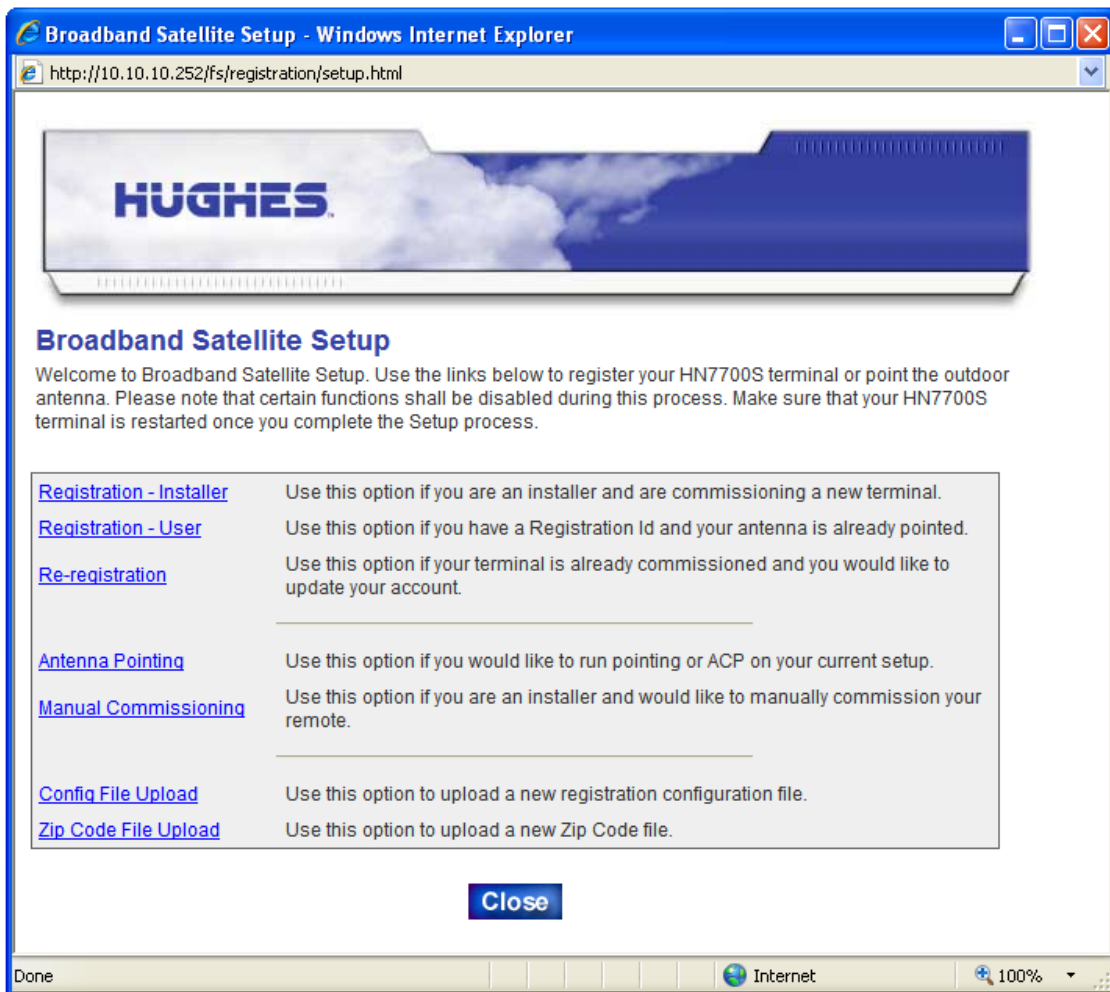 Broadband Satellite Setup - Windows Internet Explorer
http://10.10.10.252/fs/registration/setup.html
HUGHES.
Broadband Satellite Setup
Welcome to Broadband Satellite Setup. Use the links below to register your HN7700S terminal or point the outdoor
antenna. Please note that certain functions shall be disabled during this process. Make sure that your HN7700S
terminal is restarted once you complete the Setup process.
Registration - Installer Use this option if you are an installer and are commissioning a new terminal.
Registration - User Use this option if you have a Registration Id and your antenna is already pointed.
Re-registration Use this option if your terminal is already commissioned and you would like to
update your account.
Antenna Pointing Use this option if you would like to run pointing or ACP on your current setup.
Manual Commissioning Use this option if you are an installer and would like to manually commission your
remote.
Config File Upload Use this option to upload a new registration configuration file.
Zip Code File Upload Use this option to upload a new Zip Code file.
Close
Done Internet 100%